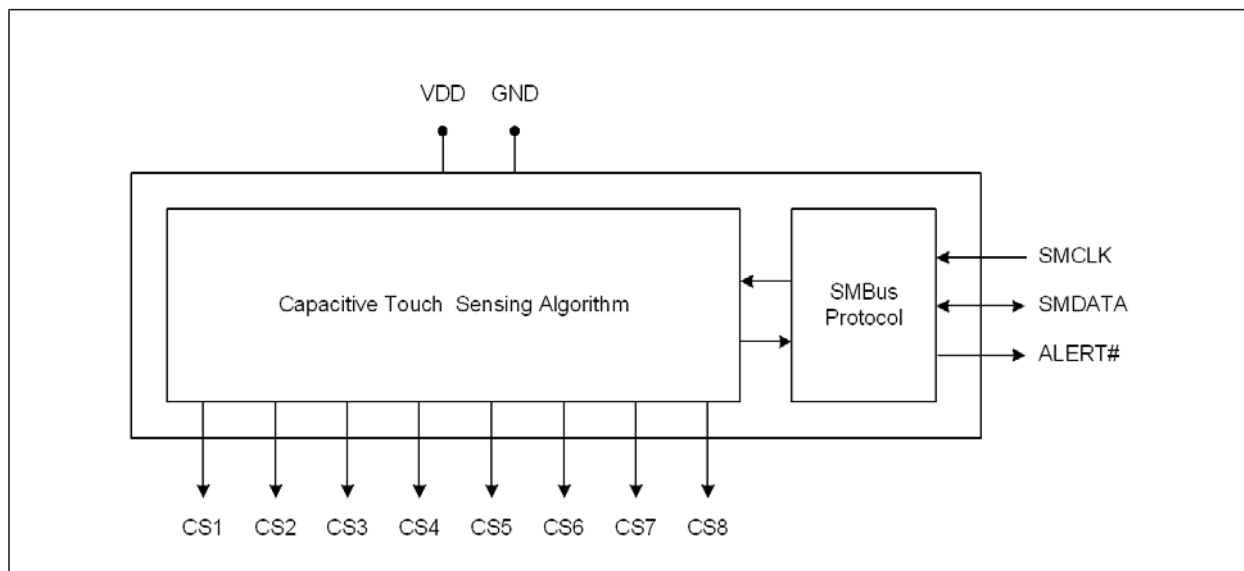 VDD GND
Capacitive Touch Sensing Algorithm
SMBus
Protocol
SMCLK
SMDATA
ALERT#
CS1 CS2 CS3 CS4 CS5 CS6 CS7 CS8